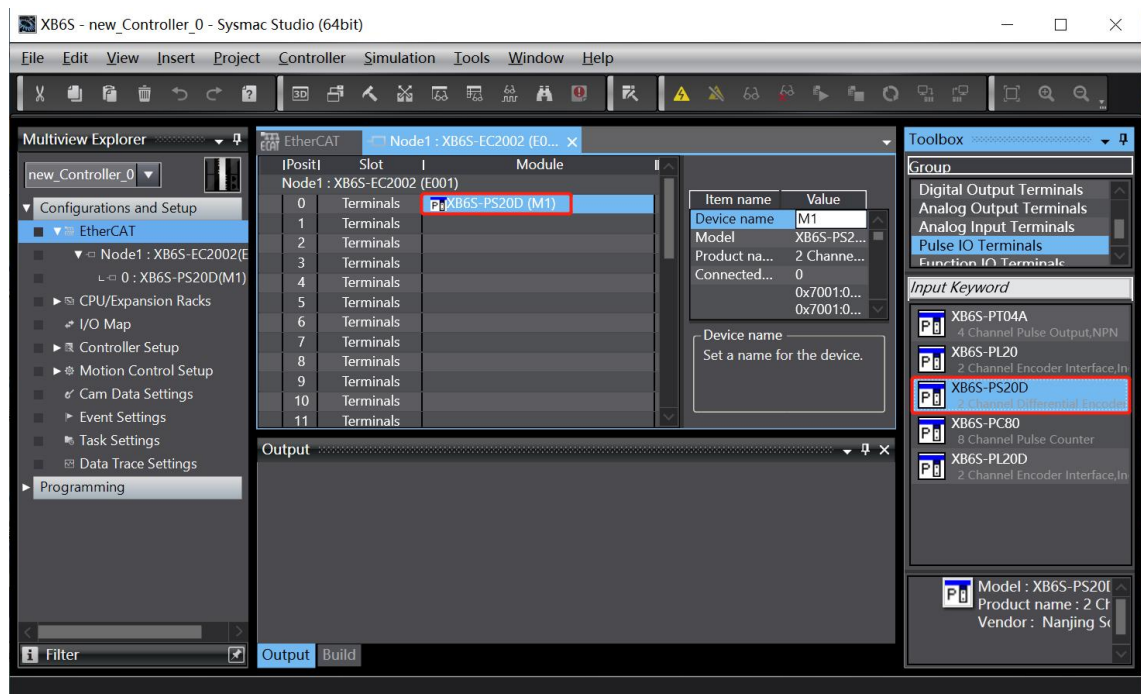 XB6S - new_Controller_0 - Sysmac Studio (64bit)
File Edit View Insert Project Controller Simulation Tools Window Help
3D
Multiview Explorer
new_Controller_0
Configurations and Setup
EtherCAT
Node1 : XB6S-EC2002(E
0 : XB6S-PS20D(M1)
CPU/Expansion Racks
I/O Map
Controller Setup
Motion Control Setup
Cam Data Settings
Event Settings
Task Settings
Data Trace Settings
Programming
Filter
EtherCAT
Node1 : XB6S-EC2002 (E0...
Posit Slot Module
Node1 : XB6S-EC2002 (E001)
0 Terminals XB6S-PS20D (M1)
1 Terminals
2 Terminals
3 Terminals
4 Terminals
5 Terminals
6 Terminals
7 Terminals
8 Terminals
9 Terminals
10 Terminals
11 Terminals
Item name Value
Device name M1
Model XB6S-PS2...
Product na... 2 Channe...
Connected... 0
0x7001:0...
0x7001:0...
Device name
Set a name for the device.
Output
Output Build
Toolbox
Group
Digital Output Terminals
Analog Output Terminals
Analog Input Terminals
Pulse IO Terminals
Function IO Terminals
Input Keyword
XB6S-PT04A
4 Channel Pulse Output,NPN
XB6S-PL20
2 Channel Encoder Interface,In
XB6S-PS20D
2 Channel Differential Encoder
XB6S-PC80
8 Channel Pulse Counter
XB6S-PL20D
2 Channel Encoder Interface,In
Model : XB6S-PS20
Product name : 2 Ch
Vendor : Nanjing So